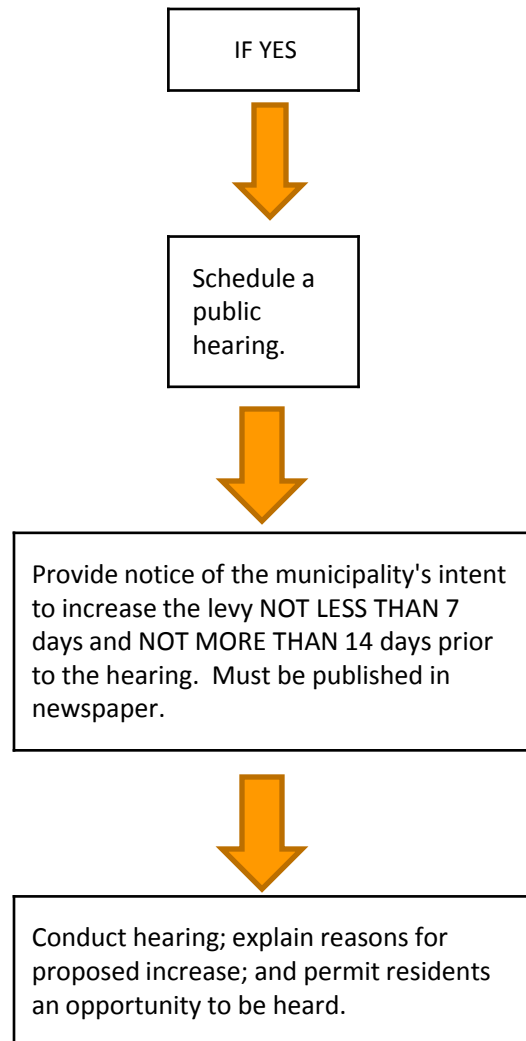 IF YES
Schedule a
public
hearing.
Provide notice of the municipality's intent
to increase the levy NOT LESS THAN 7
days and NOT MORE THAN 14 days prior
to the hearing.  Must be published in
newspaper.
Conduct hearing; explain reasons for
proposed increase; and permit residents
an opportunity to be heard.